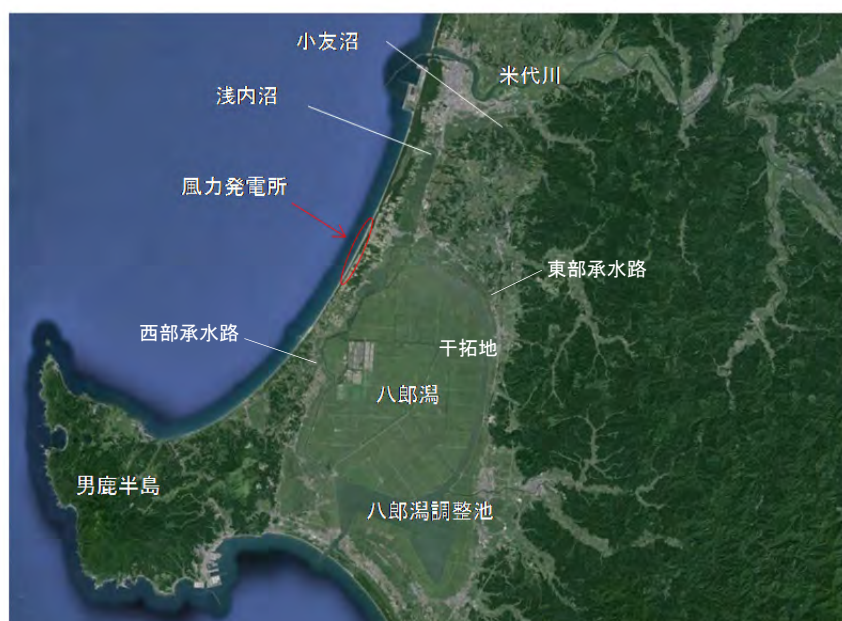 小友沼
米代川
浅内沼
風力発電所
東部承水路
西部承水路
干拓地
八郎潟
男鹿半島
八郎潟調整池